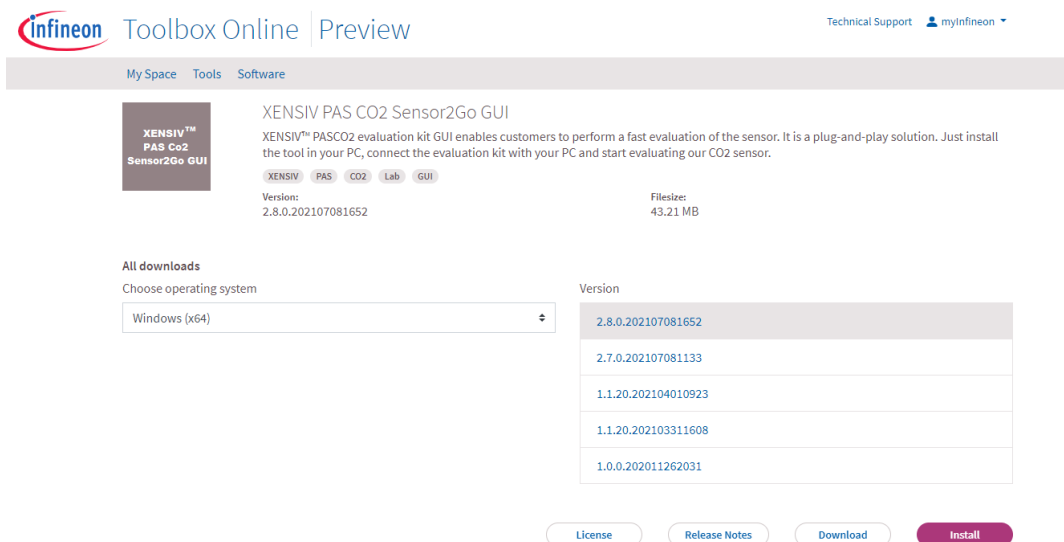 infineon Toolbox Online Preview
Technical Support myInfineon
My Space Tools Software
XENSIV™
PAS Co2
Sensor2Go GUI
XENSIV PAS CO2 Sensor2Go GUI
XENSIV™ PASCO2 evaluation kit GUI enables customers to perform a fast evaluation of the sensor. It is a plug-and-play solution. Just install
the tool in your PC, connect the evaluation kit with your PC and start evaluating our CO2 sensor.
XENSIV PAS CO2 Lab GUI
Version: Filesize:
2.8.0.202107081652 43.21 MB
All downloads
Choose operating system
Windows (x64)
Version
2.8.0.202107081652
2.7.0.202107081133
1.1.20.202104010923
1.1.20.202103311608
1.0.0.202011262031
License Release Notes Download Install